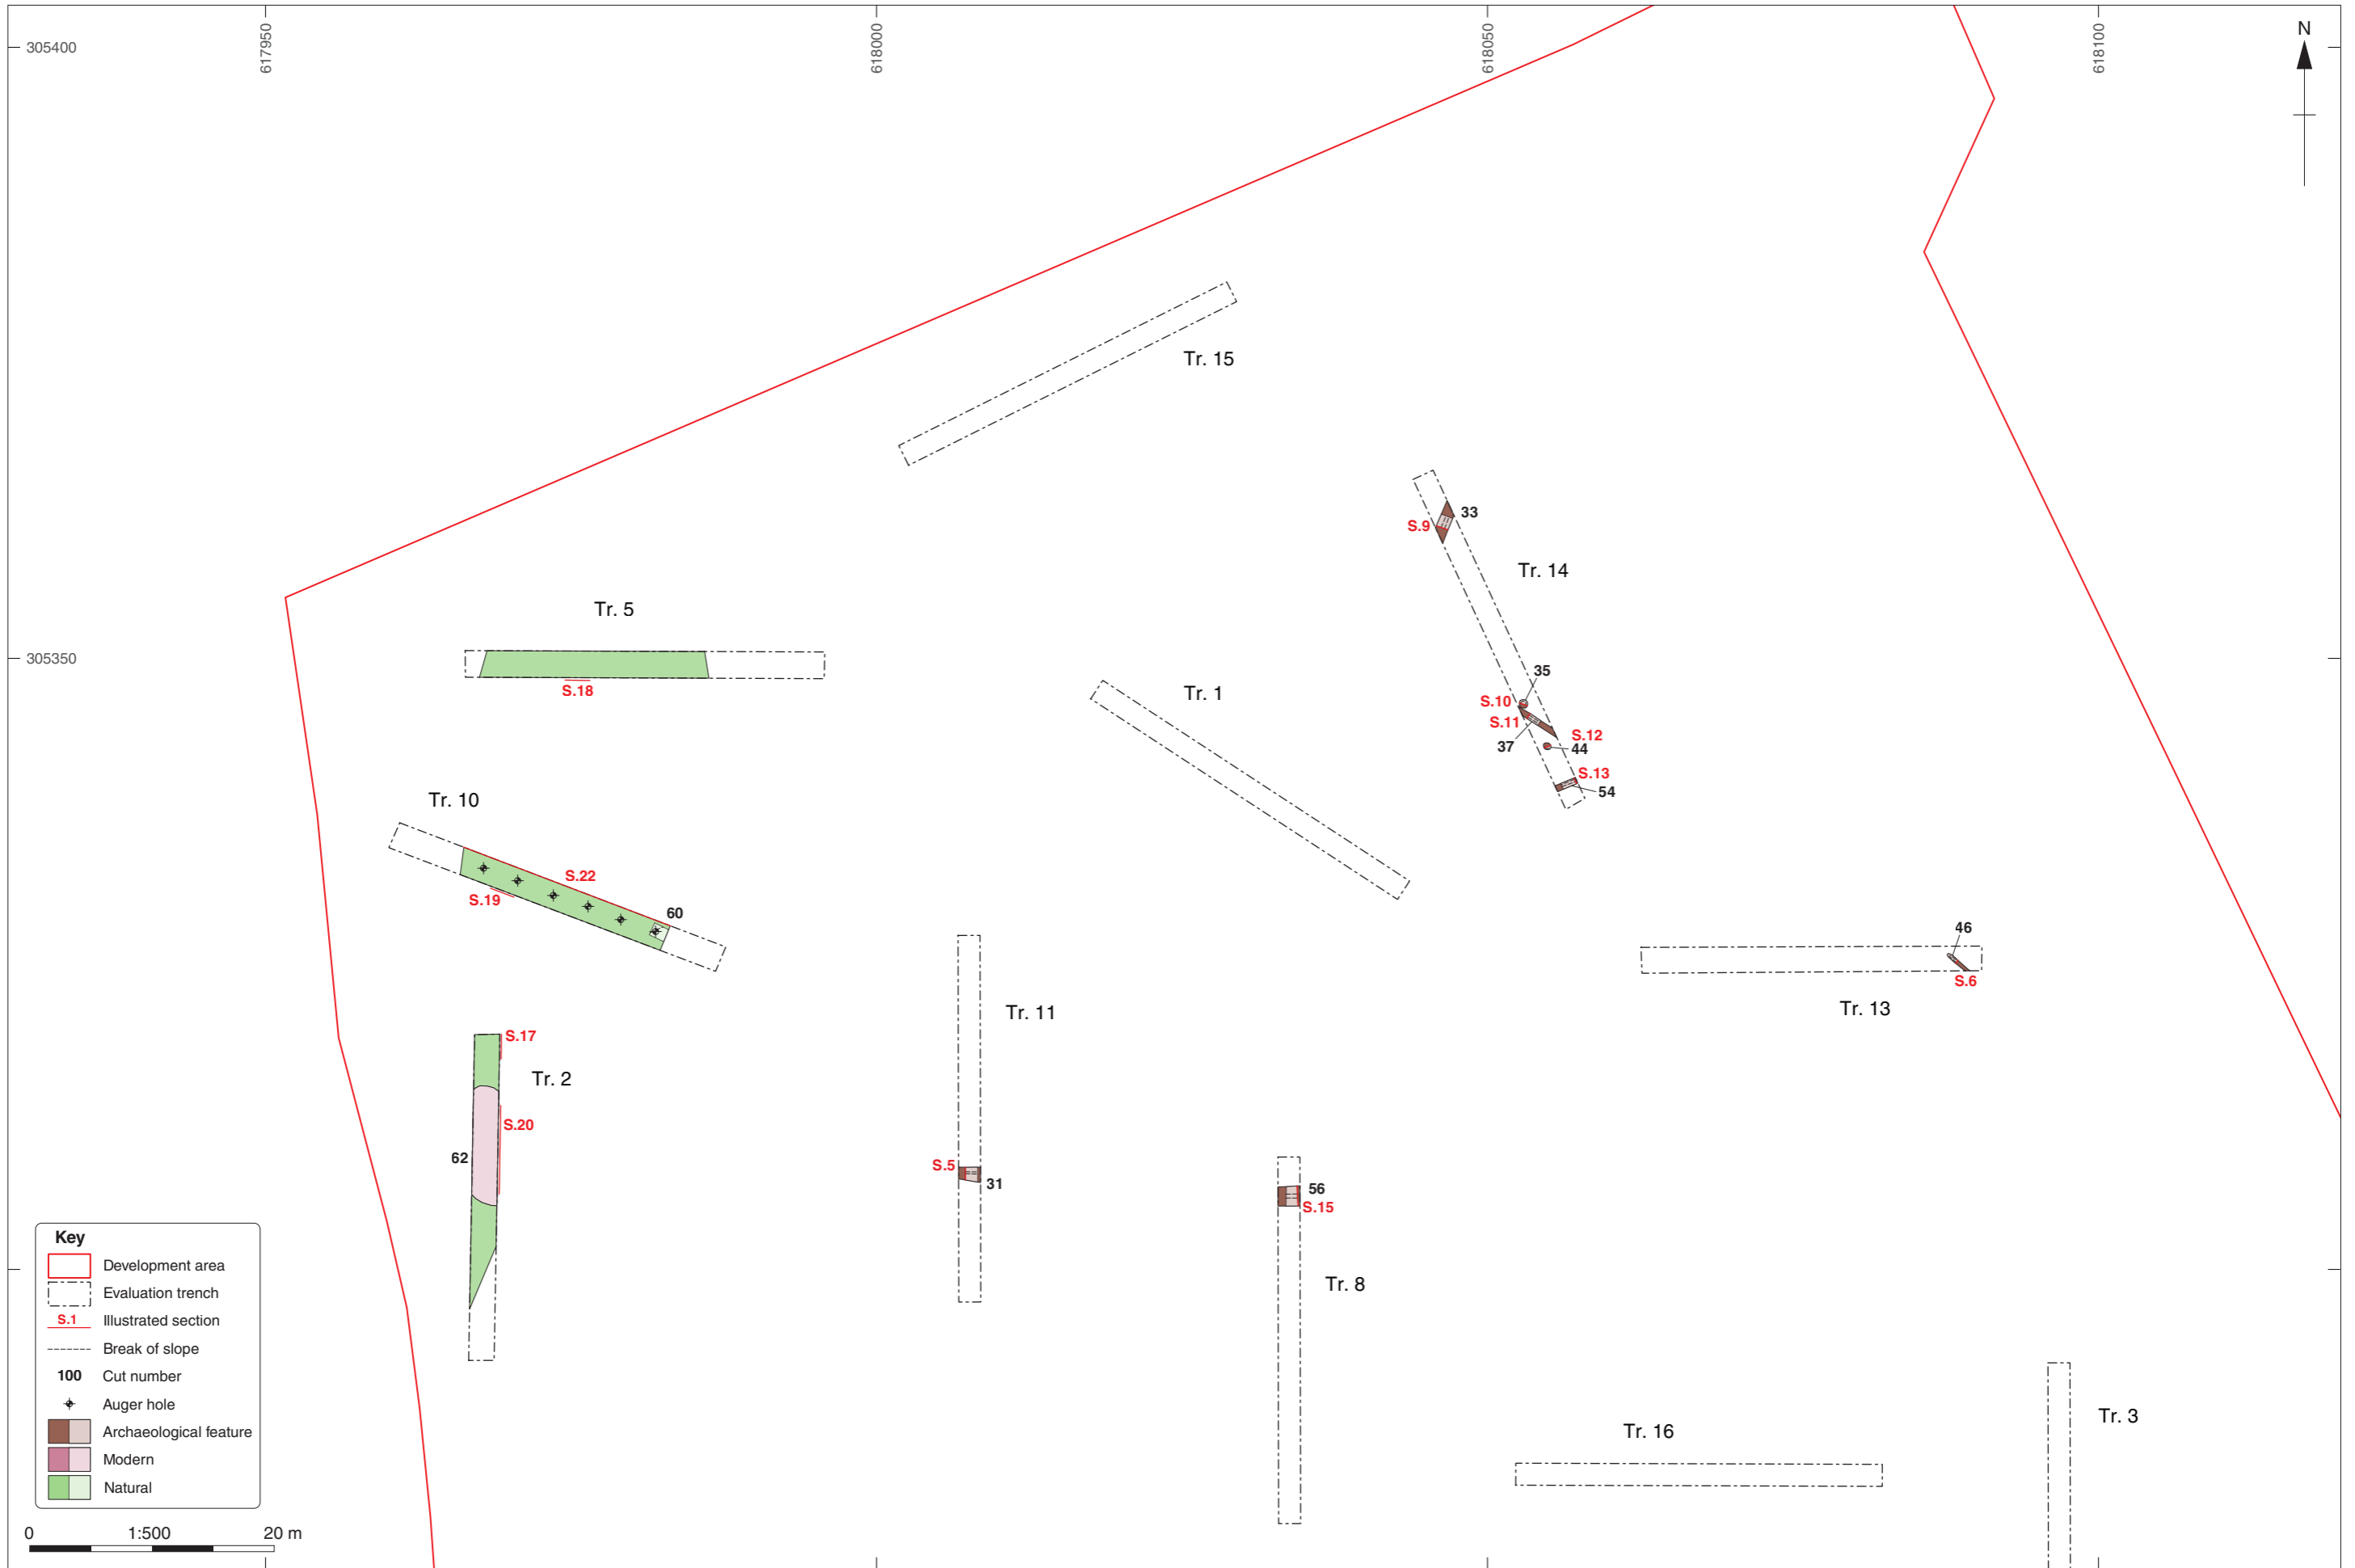 617950
618000
618050
618100
305400
N
Tr. 15
33
S.9
Tr. 14
Tr. 5
305350
35
S.18
Tr. 1
S.10
S.11
S.12
37
44
S.13
54
Tr. 10
S.22
S.19
60
46
S.6
Tr. 11
Tr. 13
S.17
Tr. 2
S.20
62
S.5
31
56
S.15
Tr. 8
Tr. 3
Tr. 16
Key
Development area
Evaluation trench
S.1 Illustrated section
Break of slope
100 Cut number
Auger hole
Archaeological feature
Modern
Natural
0 1:500 20 m